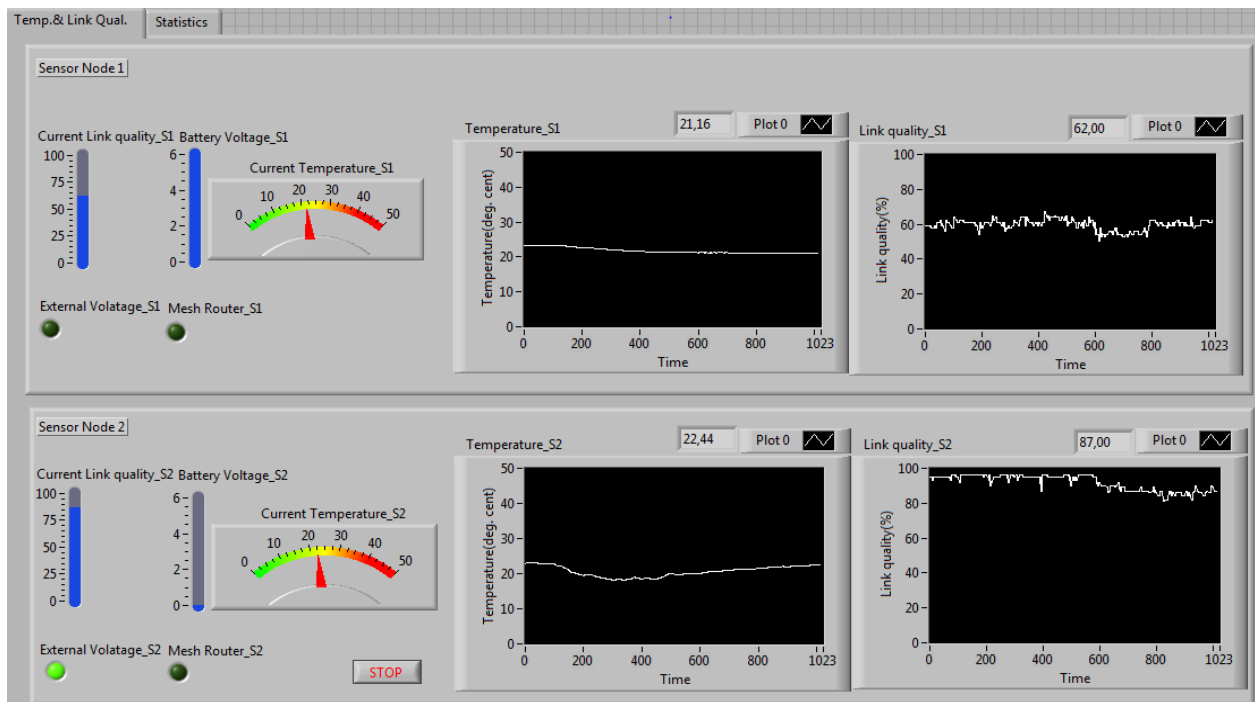 Temp.& Link Qual. Statistics
Sensor Node 1
Current Link quality_S1 Battery Voltage_S1
100
75
50
25
0
6
4
2
0
Current Temperature_S1
0 10 20 30 40 50
External Volatage_S1 Mesh Router_S1
Temperature_S1 21,16 Plot 0
Temperature(deg. cent)
50
40
30
20
10
0
0 200 400 600 800 1023
Time
Link quality_S1 62,00 Plot 0
Link quality(%)
100
80
60
40
20
0
0 200 400 600 800 1023
Time
Sensor Node 2
Current Link quality_S2 Battery Voltage_S2
100
75
50
25
0
6
4
2
0
Current Temperature_S2
0 10 20 30 40 50
External Volatage_S2 Mesh Router_S2
STOP
Temperature_S2 22,44 Plot 0
Temperature(deg. cent)
50
40
30
20
10
0
0 200 400 600 800 1023
Time
Link quality_S2 87,00 Plot 0
Link quality(%)
100
80
60
40
20
0
0 200 400 600 800 1023
Time